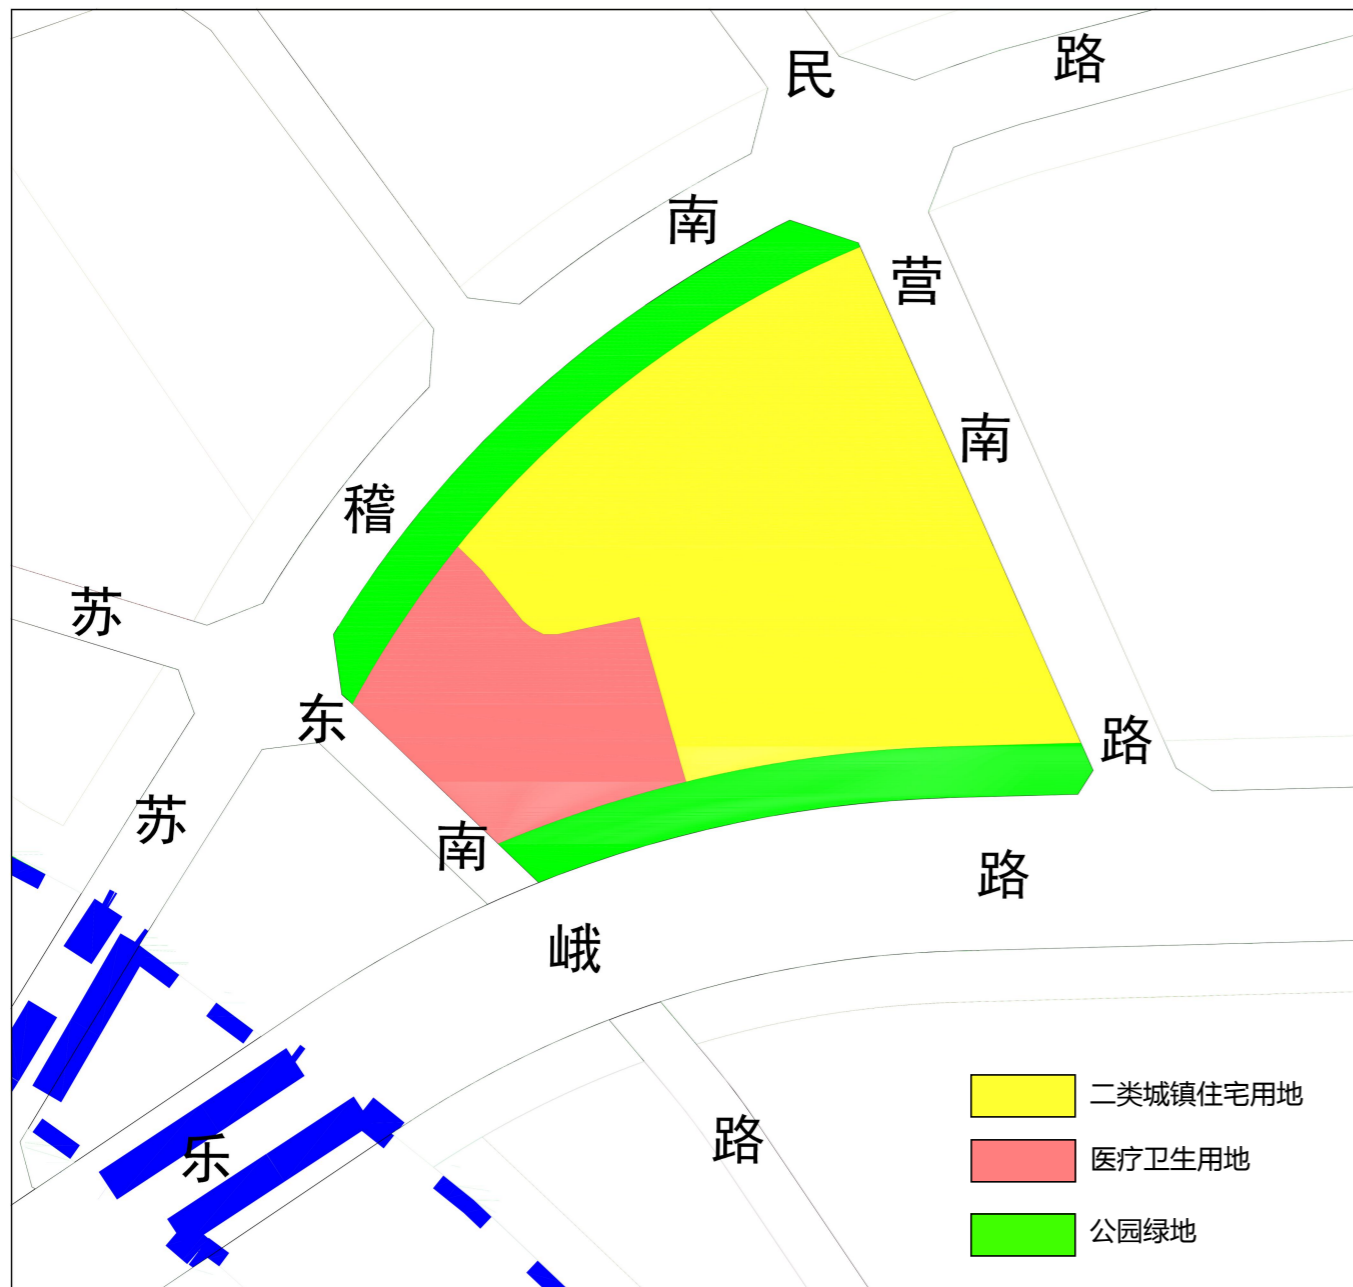 民
路
南
营
南
稽
苏
东
路
苏
南
路
峨
路
乐
二类城镇住宅用地
医疗卫生用地
公园绿地